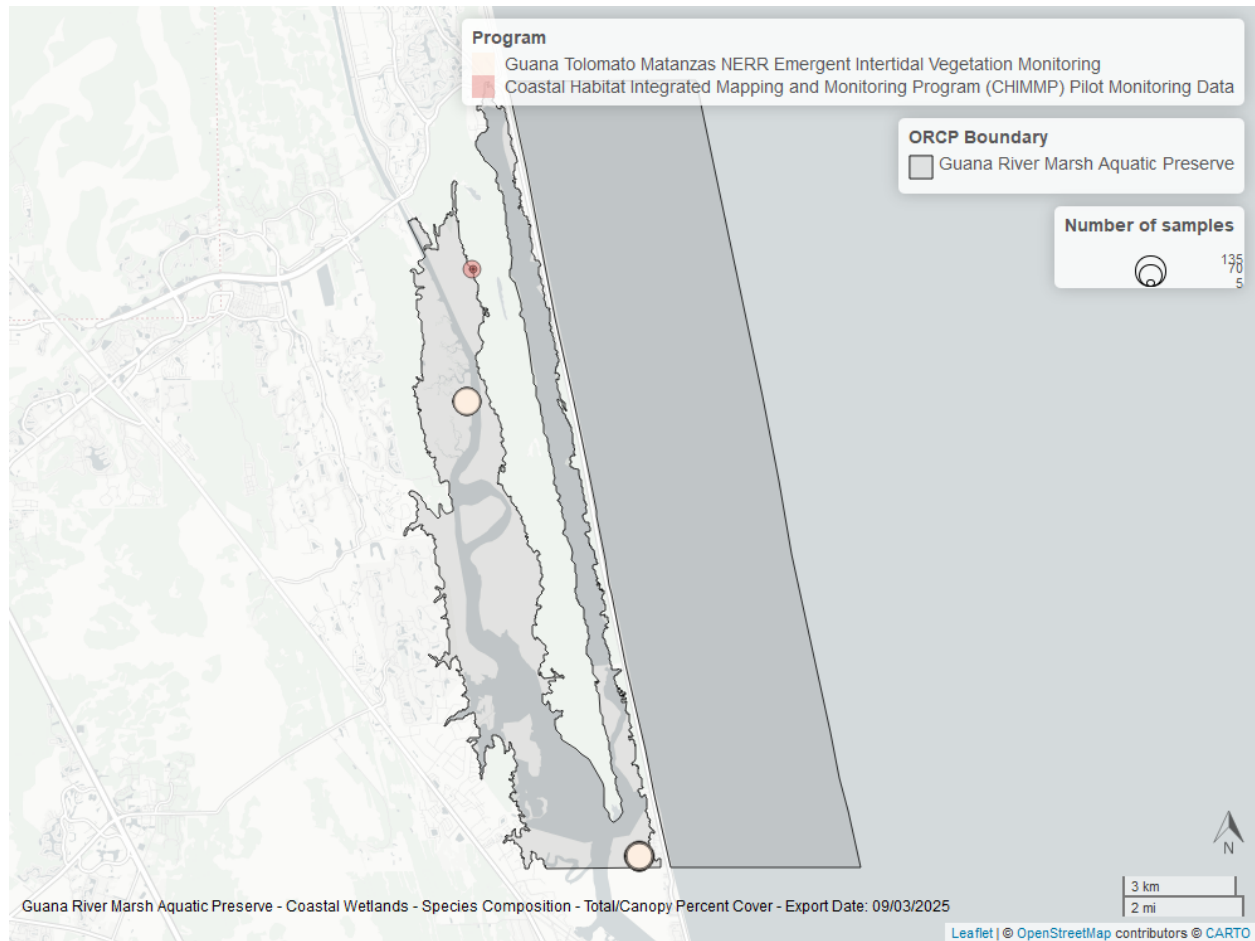 Program
Guana Tolomato Matanzas NERR Emergent Intertidal Vegetation Monitoring
Coastal Habitat Integrated Mapping and Monitoring Program (CHIMMP) Pilot Monitoring Data
ORCP Boundary
Guana River Marsh Aquatic Preserve
Number of samples
135
70
5
N
3 km
2 mi
Guana River Marsh Aquatic Preserve - Coastal Wetlands - Species Composition - Total/Canopy Percent Cover - Export Date: 09/03/2025
Leaflet | © OpenStreetMap contributors © CARTO